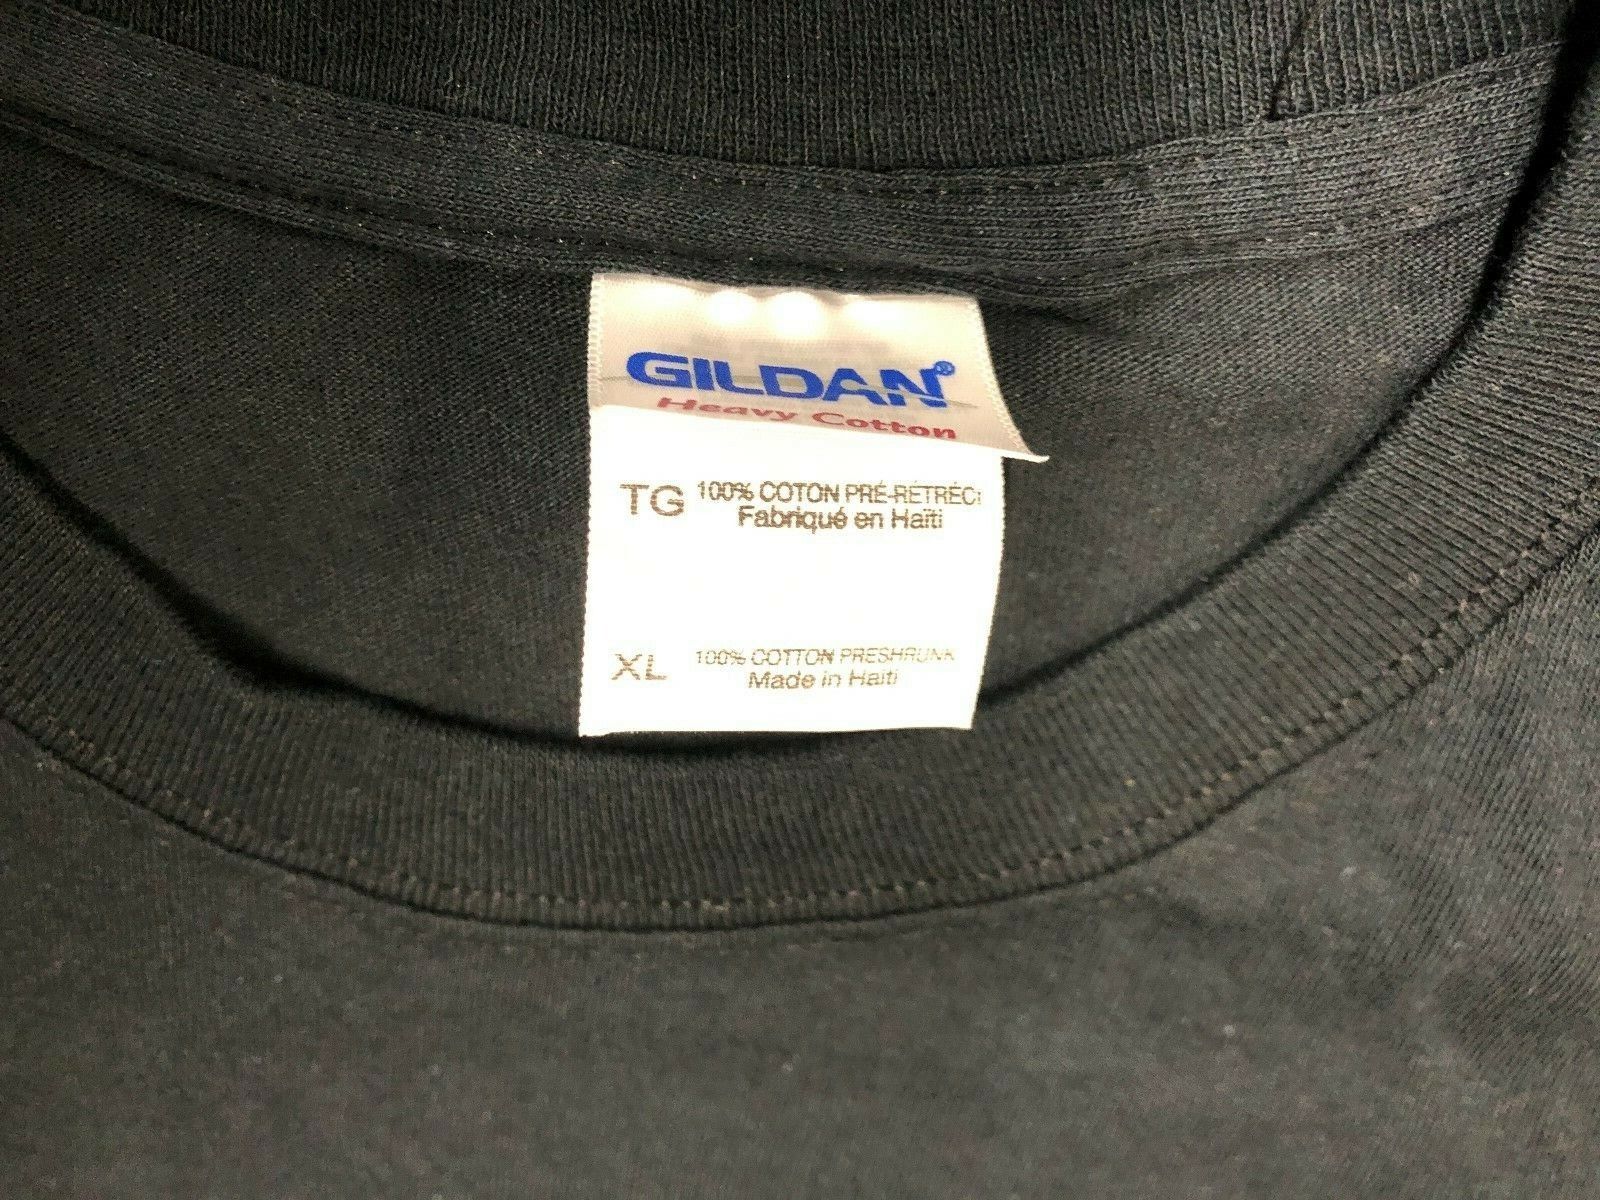 GILDAN®
Heavy Cotton
TG 100% COTON PRÉ-RÉTRÉCI
Fabriqué en Haïti
XL 100% COTTON PRESHRUNK
Made in Haiti